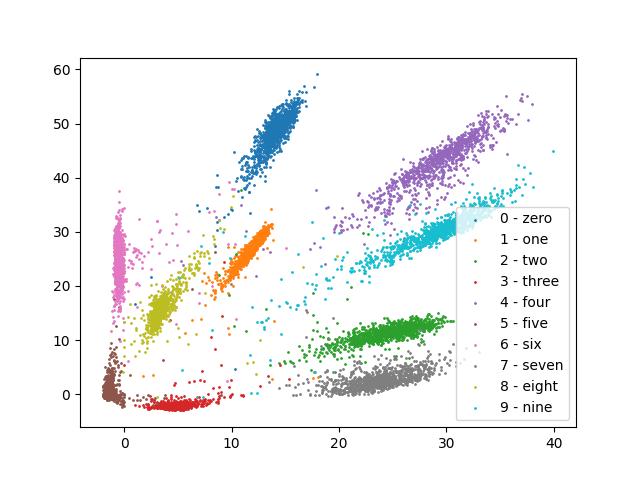 60
50
40
30
20
10
0
0 - zero
1 - one
2 - two
3 - three
4 - four
5 - five
6 - six
7 - seven
8 - eight
9 - nine
0 10 20 30 40